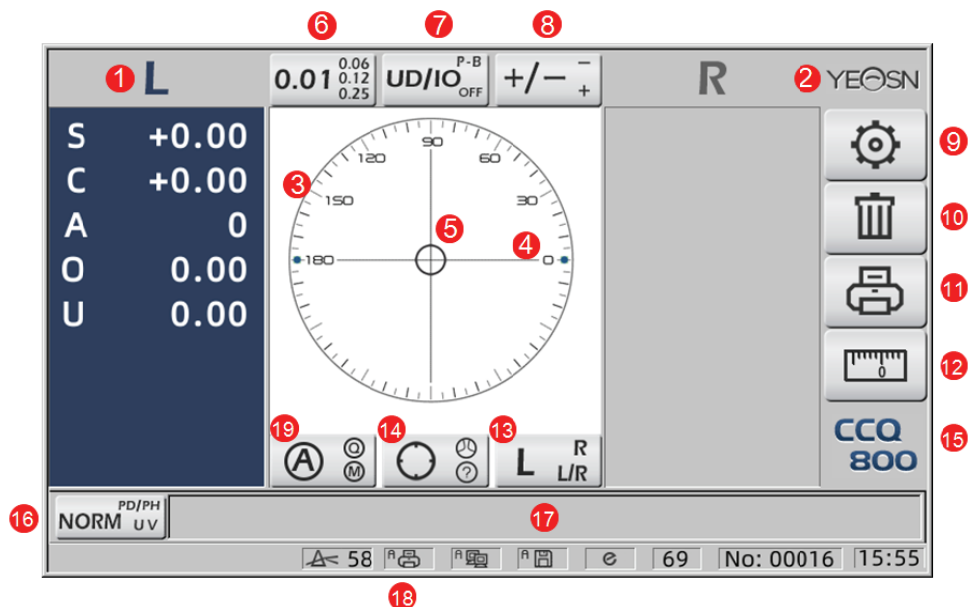 6 7 8
1 L
0.01 0.06 0.12 0.25
UD/IO P-B OFF
+/- - +
R
2 YEOSN
S +0.00
C +0.00
A 0
O 0.00
U 0.00
90
120 60
3 150 30
5
4
180 0
9
10
11
0
12
19 A Q M
14 ?
13 L R L/R
CCQ
800
15
16 NORM PD/PH UV
17
58
A
A
A
e
69
No: 00016
15:55
18